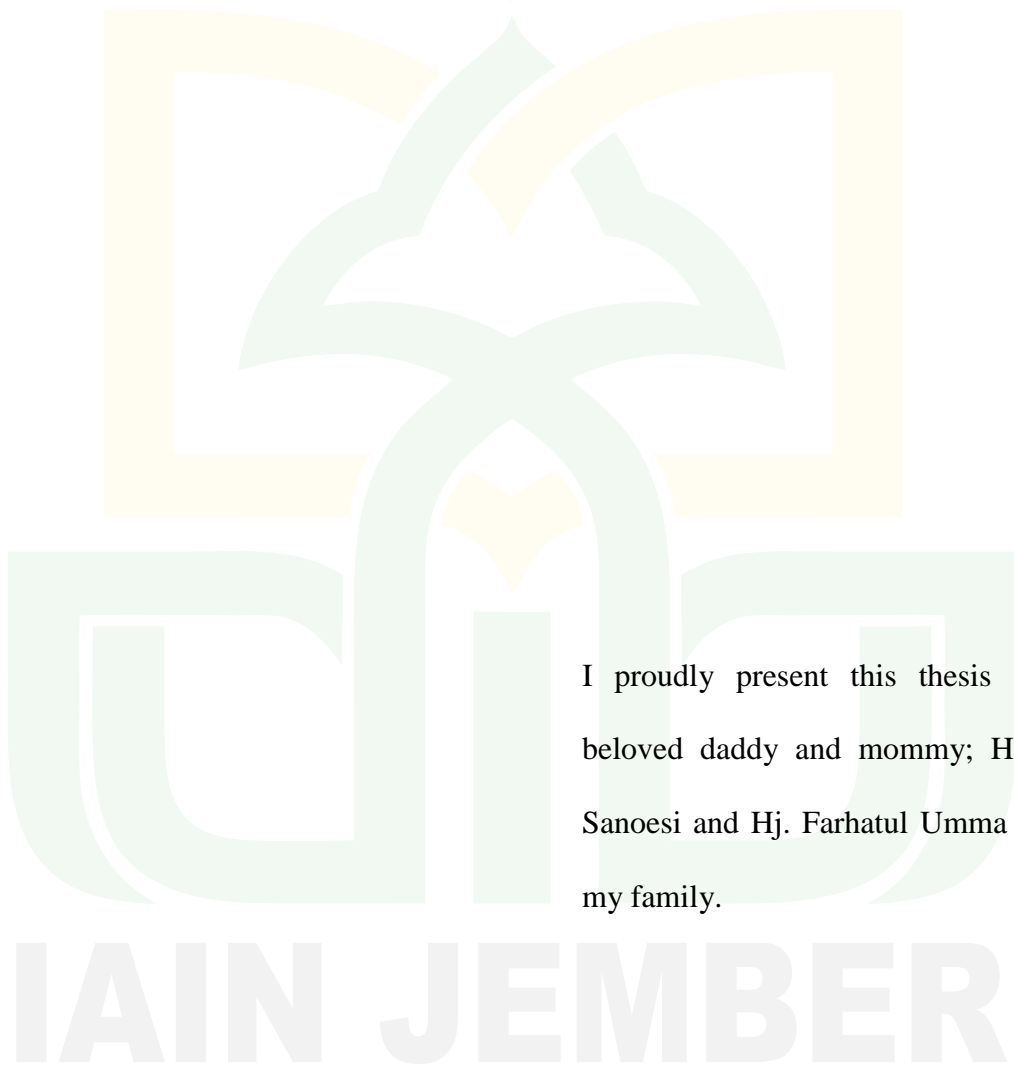 I proudly present this thesis
beloved daddy and mommy; H
Sanoesi and Hj. Farhatul Umma
my family.
IAIN JEMBER